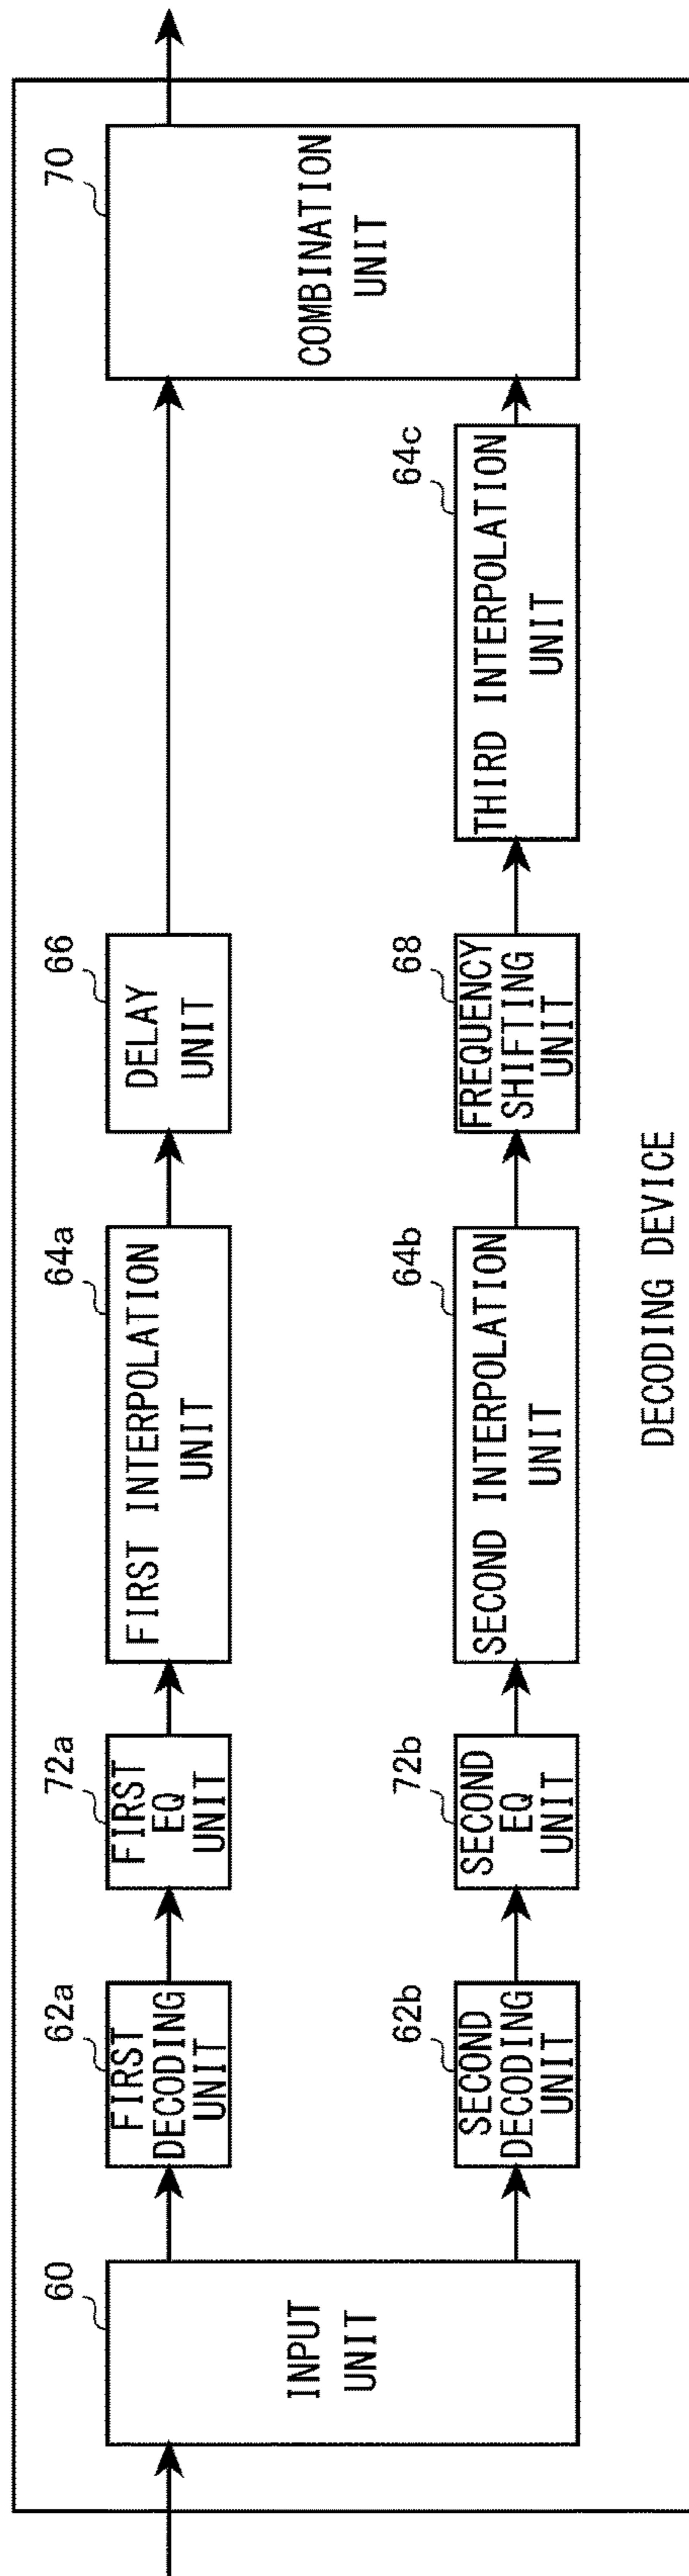 60
INPUT
UNIT
62a
FIRST
DECODING
UNIT
72a
FIRST
EQ
UNIT
64a
FIRST INTERPOLATION
UNIT
66
DELAY
UNIT
70
COMBINATION
UNIT
62b
SECOND
DECODING
UNIT
72b
SECOND
EQ
UNIT
64b
SECOND INTERPOLATION
UNIT
68
FREQUENCY
SHIFTING
UNIT
64c
THIRD INTERPOLATION
UNIT
DECODING DEVICE